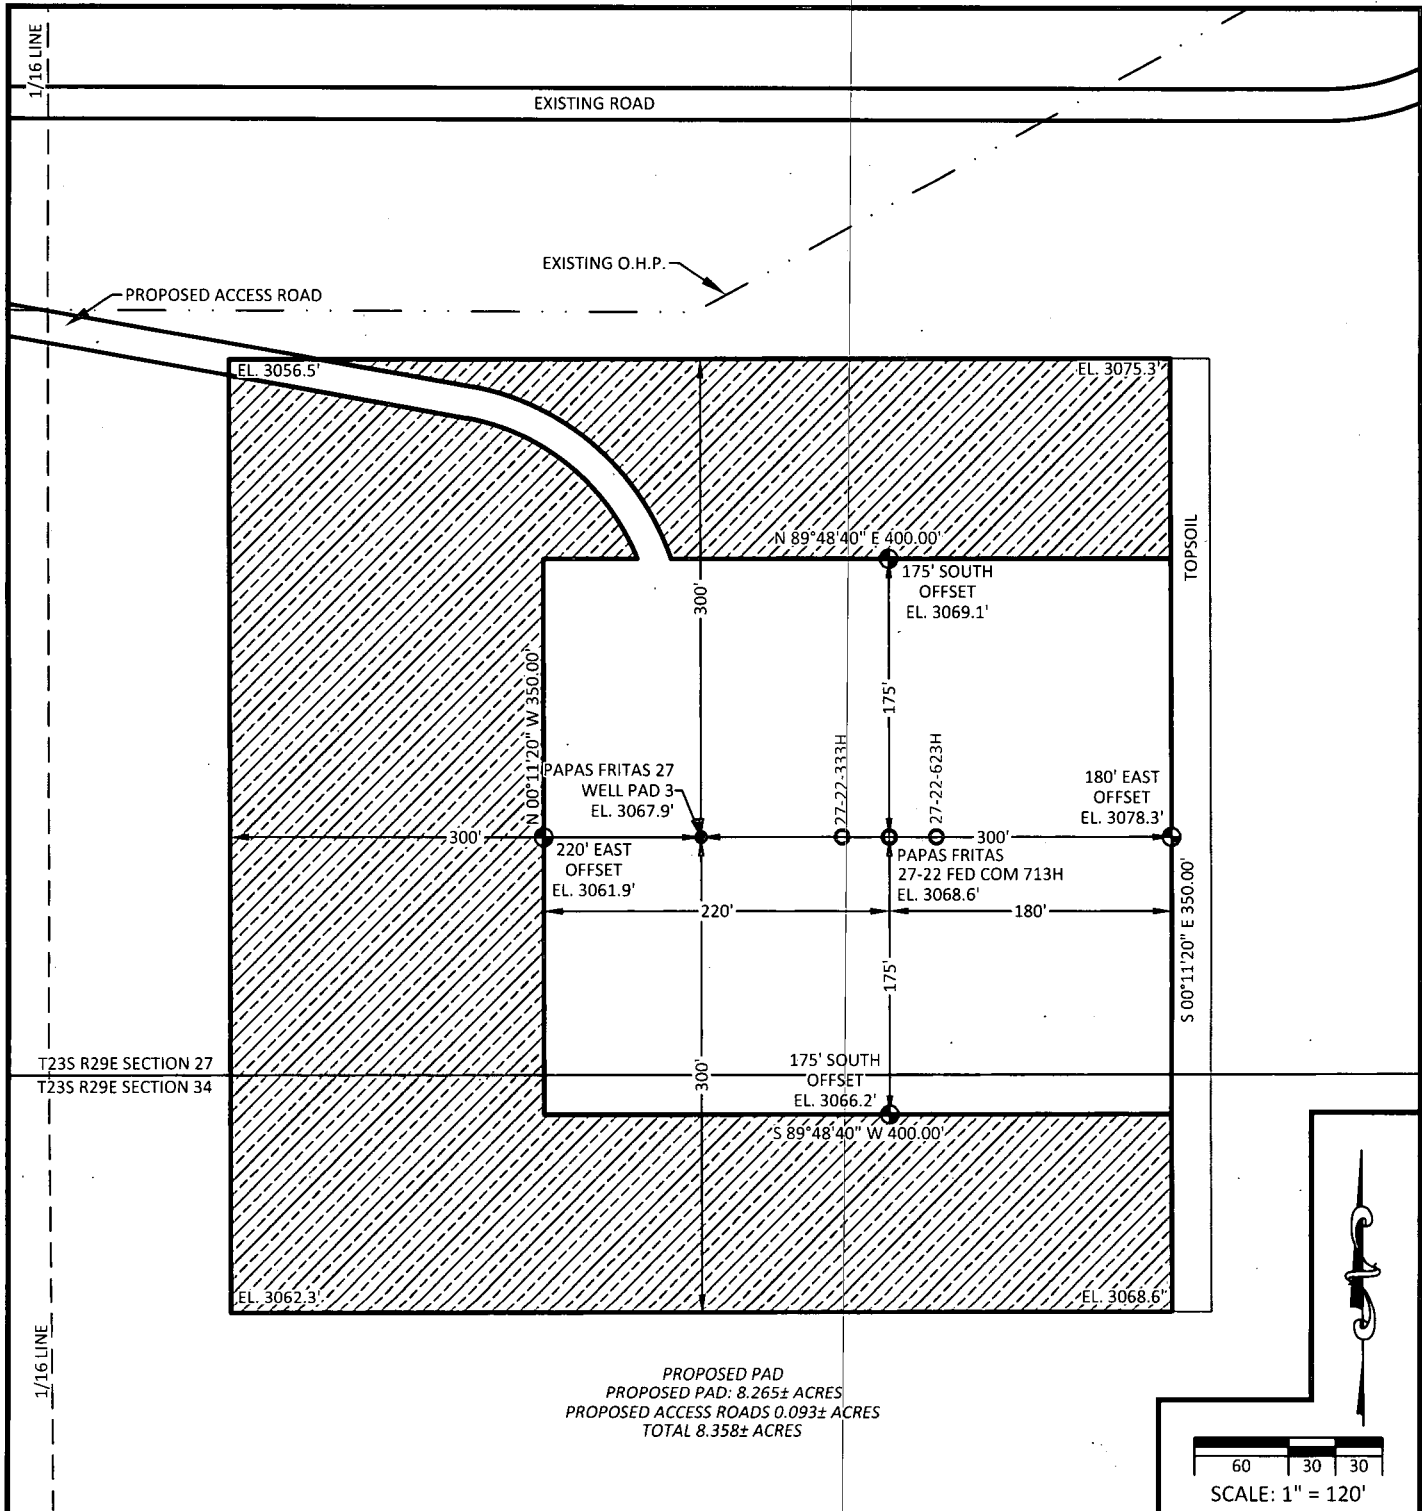 1/16 LINE
EXISTING ROAD
EXISTING O.H.P.
PROPOSED ACCESS ROAD
EL. 3056.5'
EL. 3075.3'
N 89°48'40" E 400.00'
175' SOUTH
OFFSET
EL. 3069.1'
TOPSOIL
300'
175'
N 00°11'20" W 350.00'
PAPAS FRITAS 27
WELL PAD 3
EL. 3067.9'
27-22-333H
27-22-623H
180' EAST
OFFSET
EL. 3078.3'
300'
300'
220' EAST
OFFSET
EL. 3061.9'
PAPAS FRITAS
27-22 FED COM 713H
EL. 3068.6'
220'
180'
S 00°11'20" E 350.00'
175'
300'
T23S R29E SECTION 27
T23S R29E SECTION 34
175' SOUTH
OFFSET
EL. 3066.2'
S 89°48'40" W 400.00'
EL. 3062.3'
EL. 3068.6'
1/16 LINE
PROPOSED PAD
PROPOSED PAD: 8.265± ACRES
PROPOSED ACCESS ROADS 0.093± ACRES
TOTAL 8.358± ACRES
60 30 30
SCALE: 1" = 120'